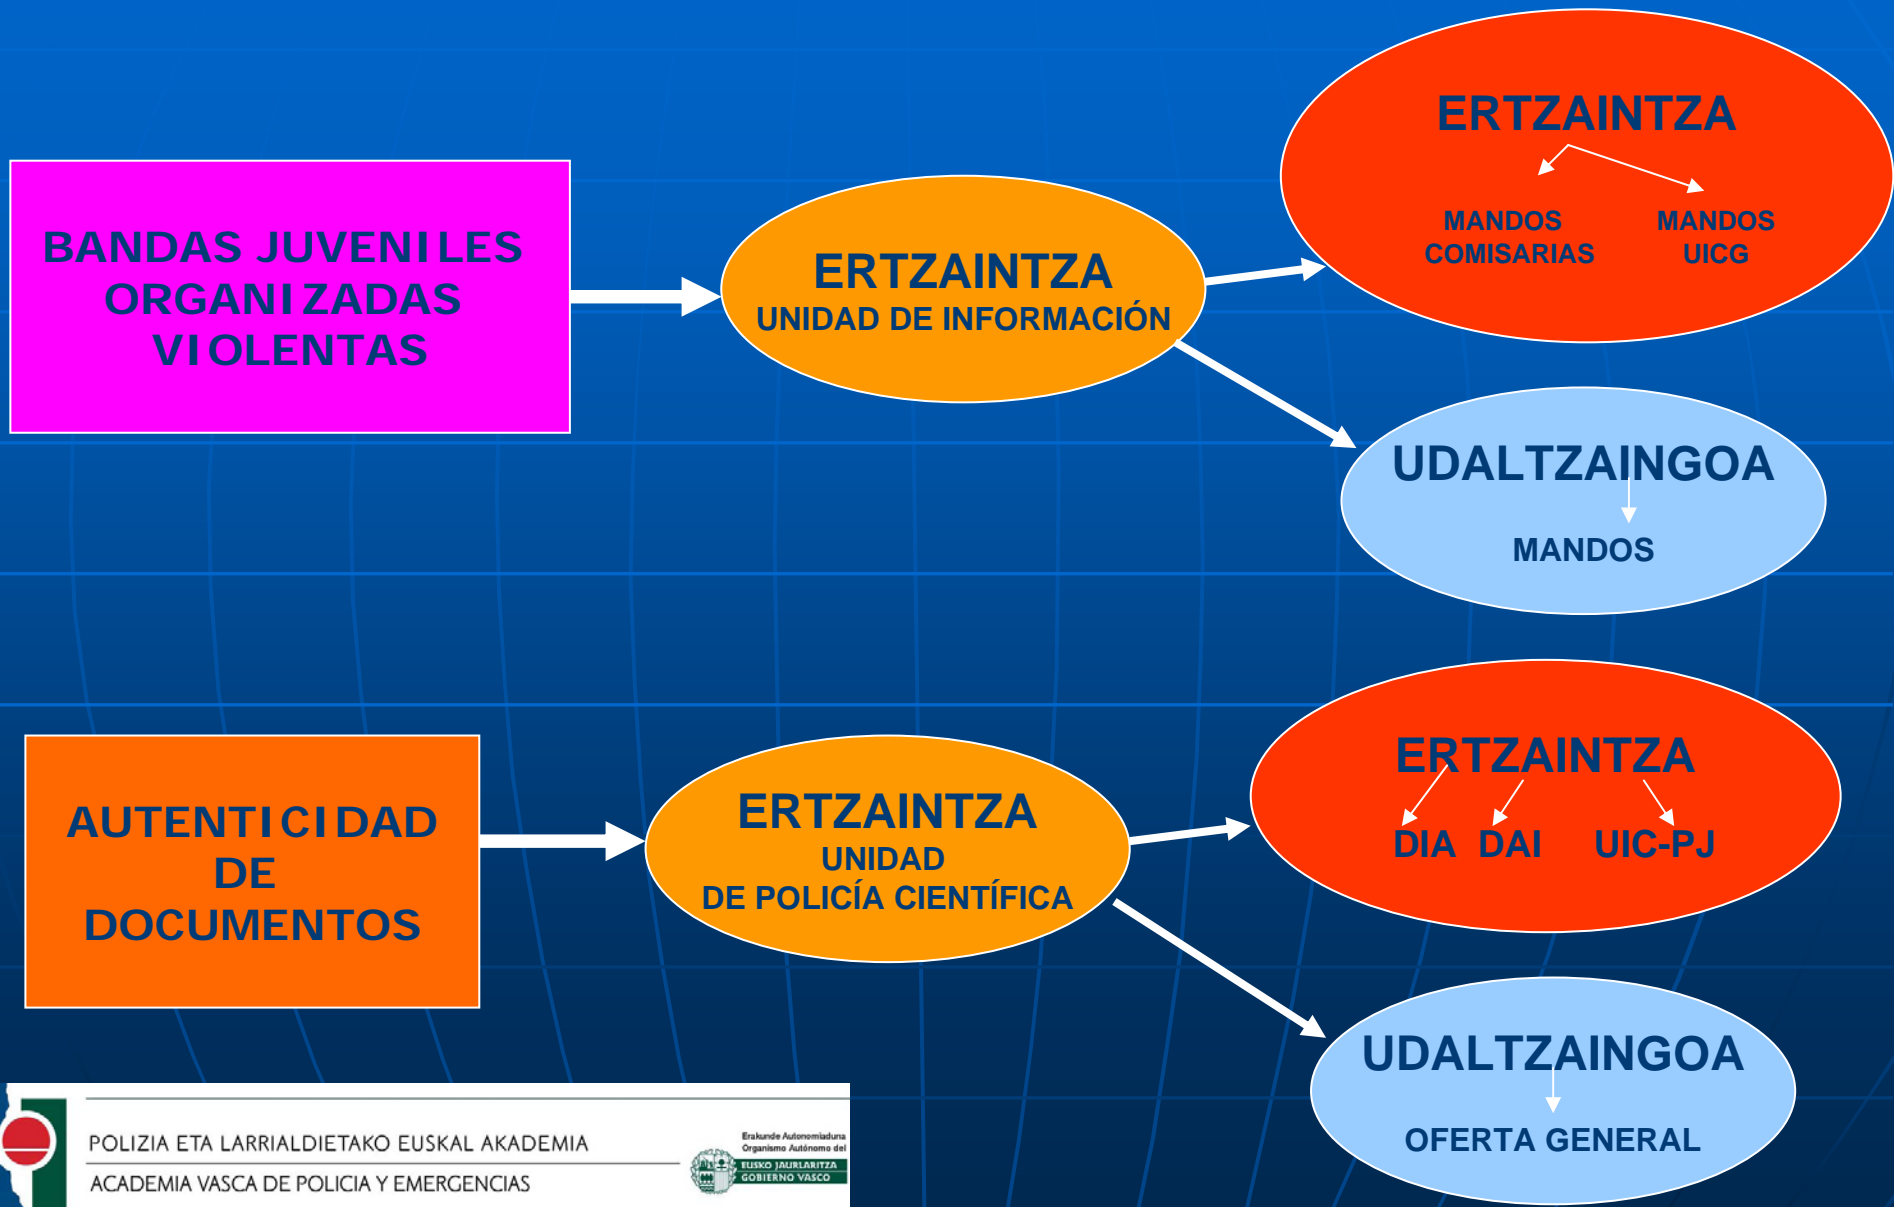 BANDAS JUVENILES
ORGANIZADAS
VIOLENTAS
ERTZAINTZA
UNIDAD DE INFORMACIÓN
ERTZAINTZA
MANDOS
COMISARIAS
MANDOS
UICG
UDALTZAINGOA
MANDOS
AUTENTICIDAD
DE
DOCUMENTOS
ERTZAINTZA
UNIDAD
DE POLICÍA CIENTÍFICA
ERTZAINTZA
DIA DAI UIC-PJ
UDALTZAINGOA
OFERTA GENERAL
POLIZIA ETA LARRIALDIETAKO EUSKAL AKADEMIA
ACADEMIA VASCA DE POLICIA Y EMERGENCIAS
Erakunde Autonomiaduna
Organismo Autónomo del
EUSKO JAURLARITZA
GOBIERNO VASCO